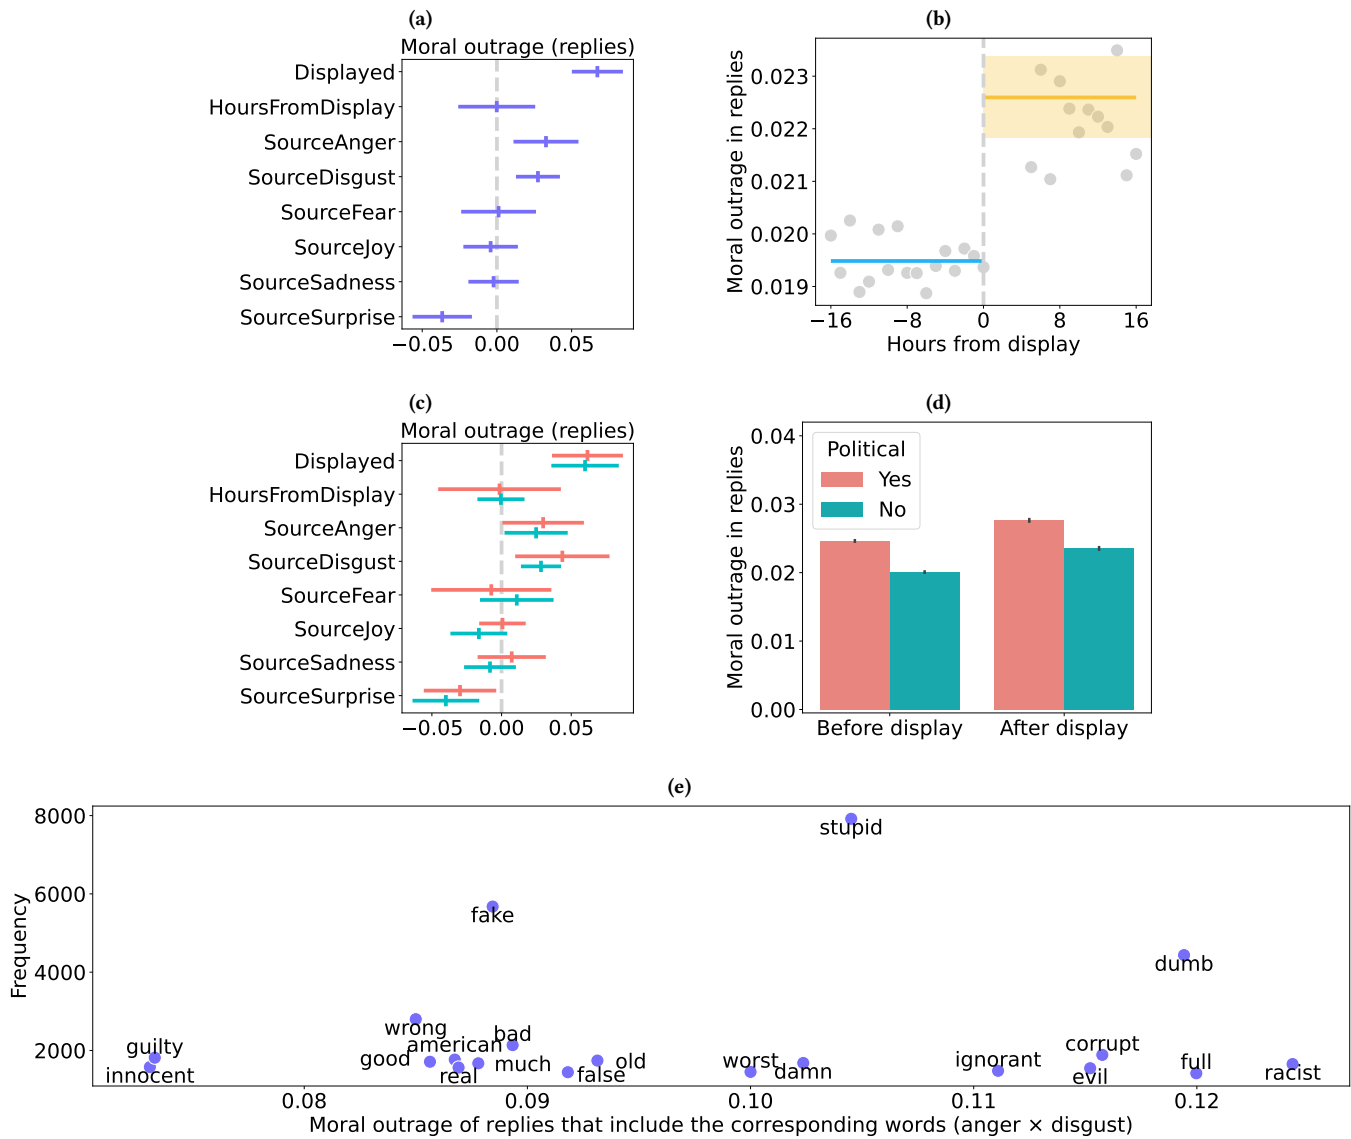 (a)
Moral outrage (replies)
Displayed
HoursFromDisplay
SourceAnger
SourceDisgust
SourceFear
SourceJoy
SourceSadness
SourceSurprise
−0.05 0.00 0.05
(b)
Moral outrage in replies
0.023
0.022
0.021
0.020
0.019
−16 −8 0 8 16
Hours from display
(c)
Moral outrage (replies)
Displayed
HoursFromDisplay
SourceAnger
SourceDisgust
SourceFear
SourceJoy
SourceSadness
SourceSurprise
−0.05 0.00 0.05
(d)
Moral outrage in replies
0.04
0.03
0.02
0.01
0.00
Political
Yes
No
Before display After display
(e)
Frequency
8000
6000
4000
2000
stupid
fake
dumb
wrong
bad
american
guilty
good
much
old
worst
ignorant
corrupt
full
innocent
real
false
damn
evil
racist
0.08 0.09 0.10 0.11 0.12
Moral outrage of replies that include the corresponding words (anger × disgust)